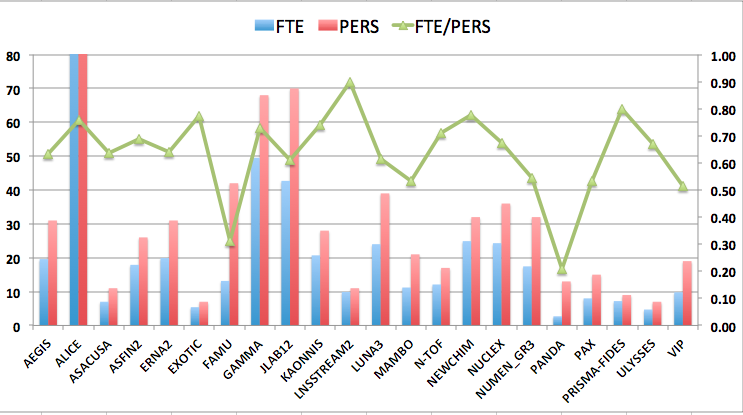 FTE PERS FTE/PERS
80 1.00
70 0.90
60 0.80
50 0.70
40 0.60
30 0.50
20 0.40
10 0.30
0 0.20
0.10
0.00
AEGIS
ALICE
ASACUSA
ASFIN2
ERNA2
EXOTIC
FAMU
GAMMA
JLAB12
KAONNIS
LNSSTREAM2
LUNA3
MAMBO
N-TOF
NEWCHIM
NUCLEX
NUMEN_GR3
PANDA
PAX
PRISMA-FIDES
ULYSSES
VIP